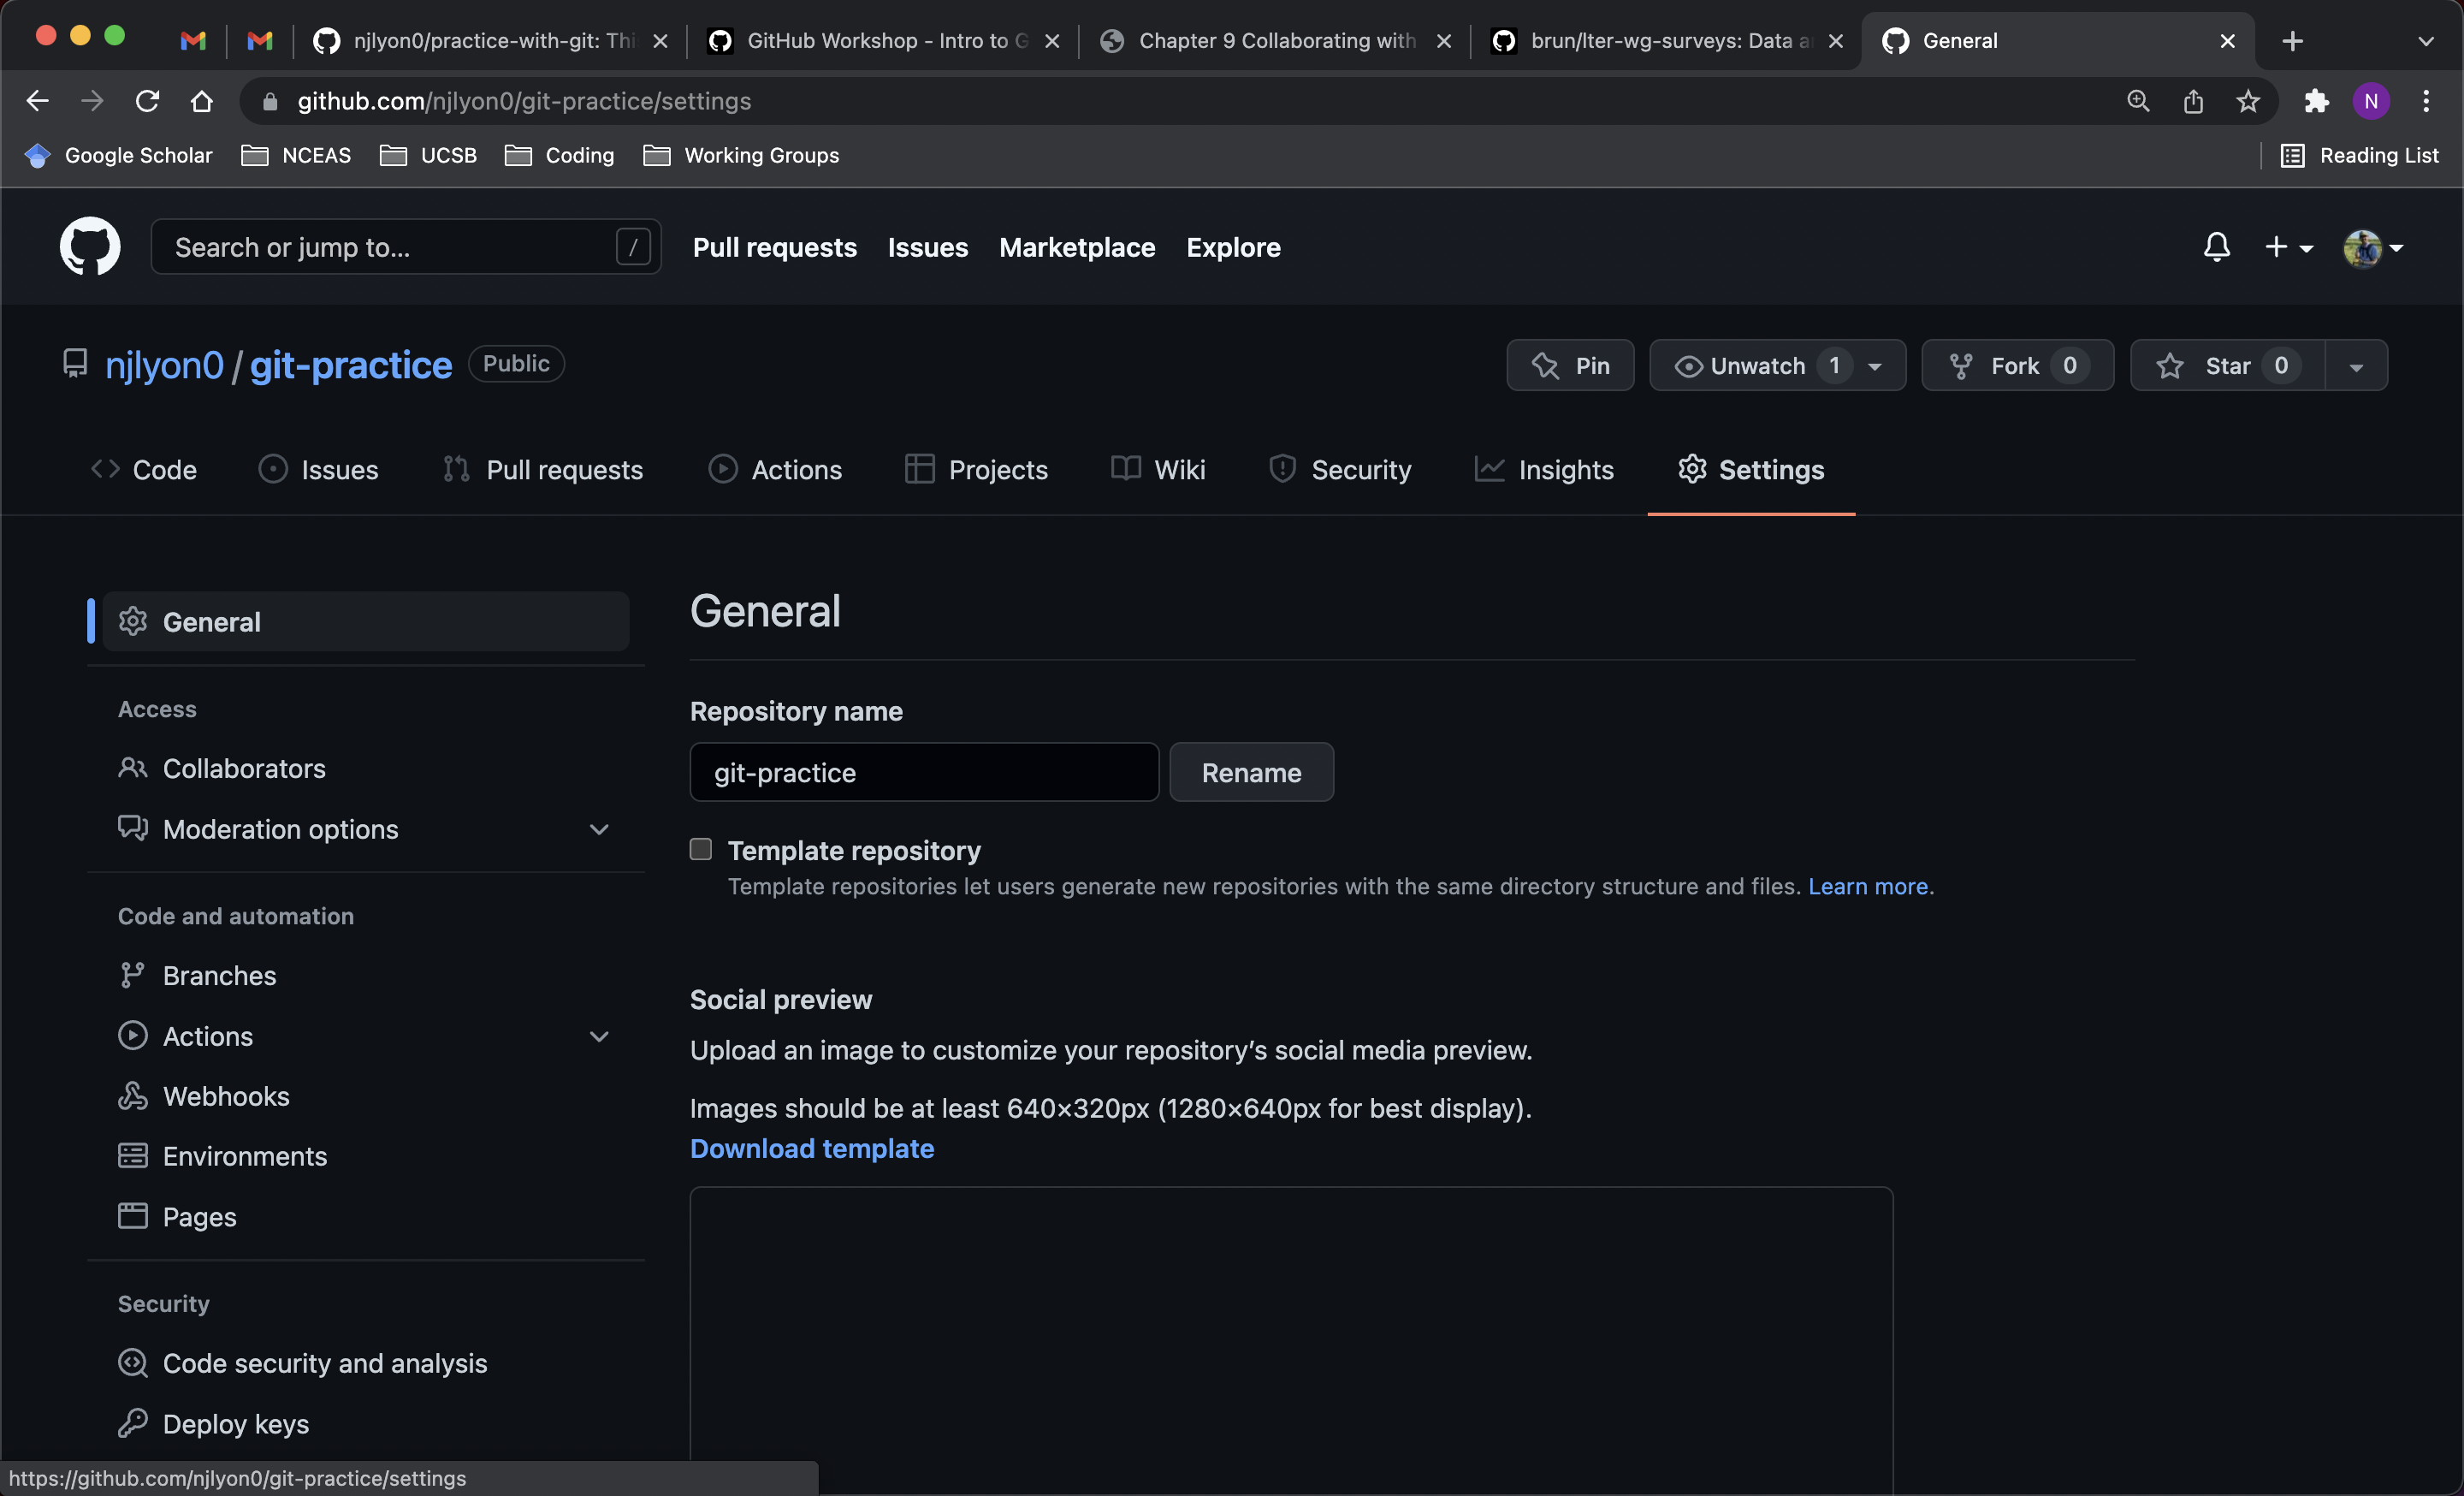 njlyon0/practice-with-git: Thi
GitHub Workshop - Intro to G
Chapter 9 Collaborating with
brun/lter-wg-surveys: Data a
General
github.com/njlyon0/git-practice/settings
N
Google Scholar
NCEAS
UCSB
Coding
Working Groups
Reading List
Search or jump to...
/
Pull requests
Issues
Marketplace
Explore
njlyon0 / git-practice
Public
Pin
Unwatch 1
Fork 0
Star 0
Code
Issues
Pull requests
Actions
Projects
Wiki
Security
Insights
Settings
General
Access
Collaborators
Moderation options
Code and automation
Branches
Actions
Webhooks
Environments
Pages
Security
Code security and analysis
Deploy keys
General
Repository name
git-practice
Rename
Template repository
Template repositories let users generate new repositories with the same directory structure and files. Learn more.
Social preview
Upload an image to customize your repository’s social media preview.
Images should be at least 640×320px (1280×640px for best display).
Download template
https://github.com/njlyon0/git-practice/settings